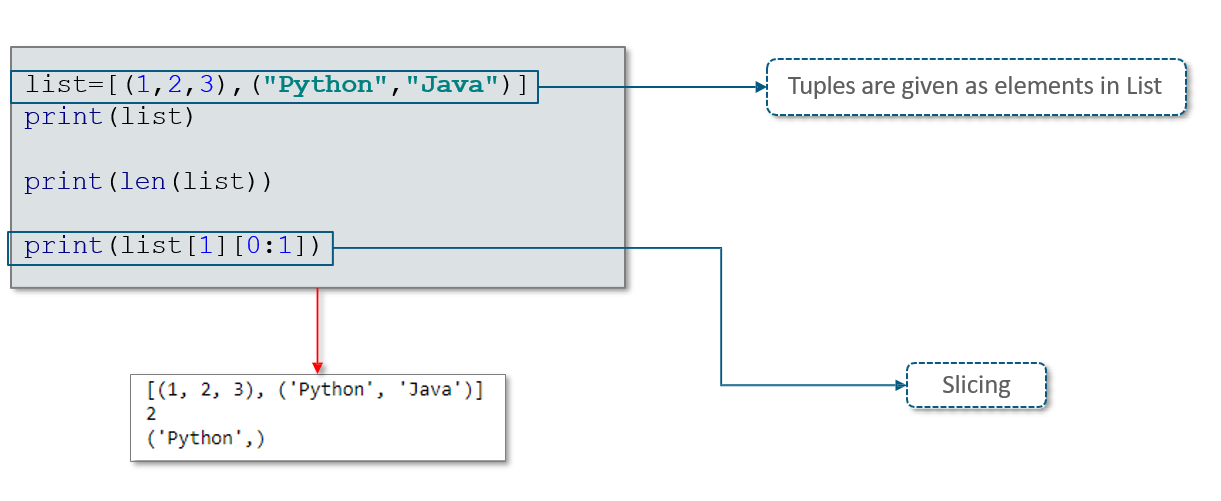 list=[(1,2,3),("Python","Java")]
print(list)
print(len(list))
print(list[1][0:1])
Tuples are given as elements in List
Slicing
[(1, 2, 3), ('Python', 'Java')]
2
('Python',)